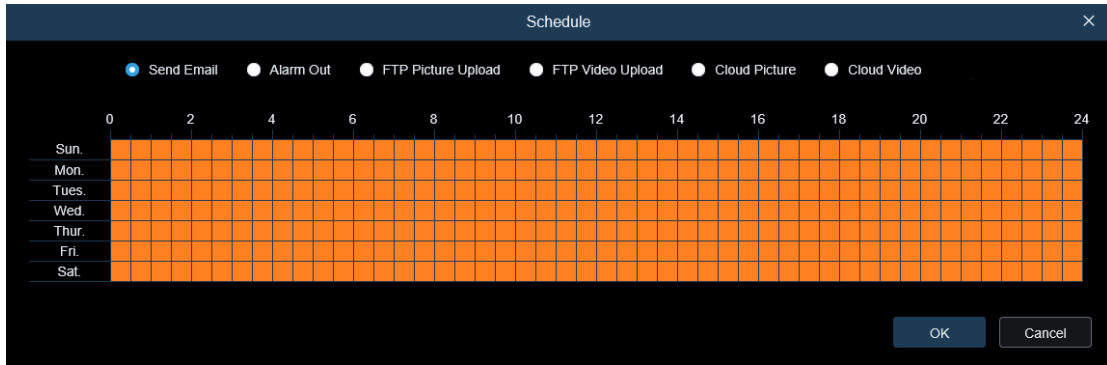 Schedule
Send Email Alarm Out FTP Picture Upload FTP Video Upload Cloud Picture Cloud Video
0 2 4 6 8 10 12 14 16 18 20 22 24
Sun.
Mon.
Tues.
Wed.
Thur.
Fri.
Sat.
OK Cancel